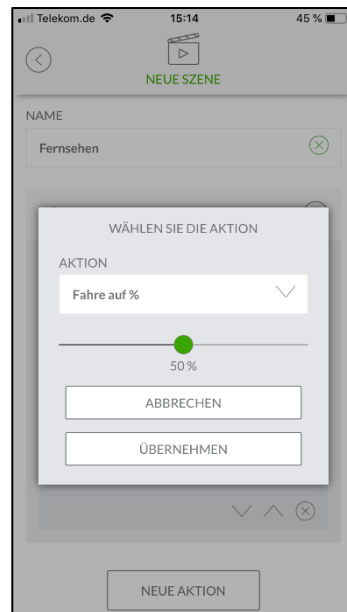 Telekom.de 15:14 45 %
NEUE SZENE
NAME
Fernsehen
WÄHLEN SIE DIE AKTION
AKTION
Fahre auf %
50 %
ABBRECHEN
ÜBERNEHMEN
NEUE AKTION